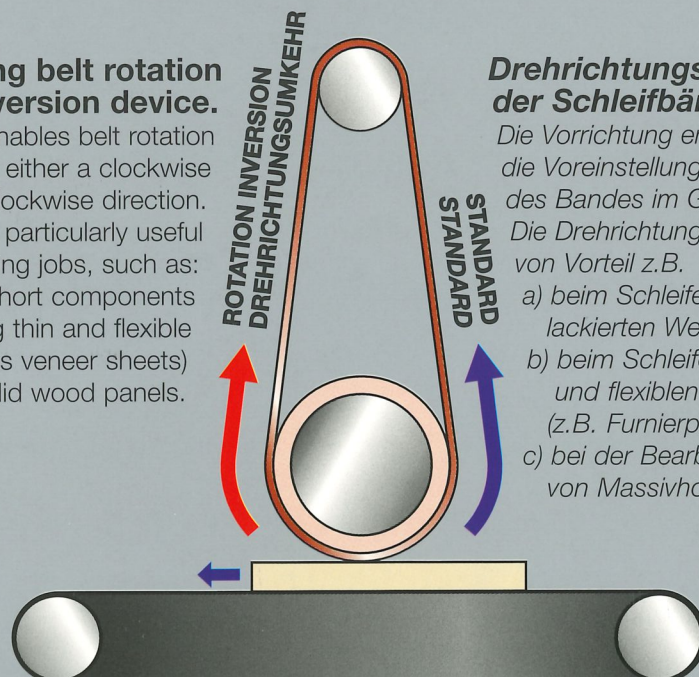 ng belt rotation
version device.
nables belt rotation
either a clockwise
ockwise direction.
particularly useful
ng jobs, such as:
hort components
g thin and flexible
s veneer sheets)
lid wood panels.
ROTATION INVERSION
DREHRICHTUNGSUMKEHR
STANDARD
STANDARD
Drehrichtungs
der Schleifbä
Die Vorrichtung er
die Voreinstellung
des Bandes im G
Die Drehrichtung
von Vorteil z.B.
a) beim Schleife
lackierten We
b) beim Schleife
und flexiblen
(z.B. Furnierp
c) bei der Bearb
von Massivho